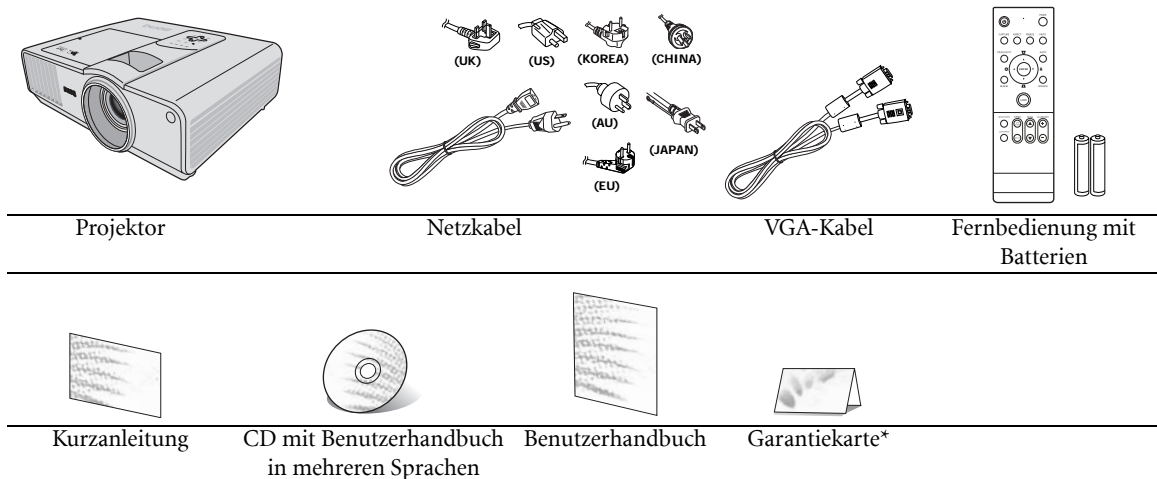 (UK)
(US)
(KOREA)
(CHINA)
(AU)
(JAPAN)
(EU)
Projektor
Netzkabel
VGA-Kabel
Fernbedienung mit
Batterien
Kurzanleitung
CD mit Benutzerhandbuch
in mehreren Sprachen
Benutzerhandbuch
Garantiekarte*